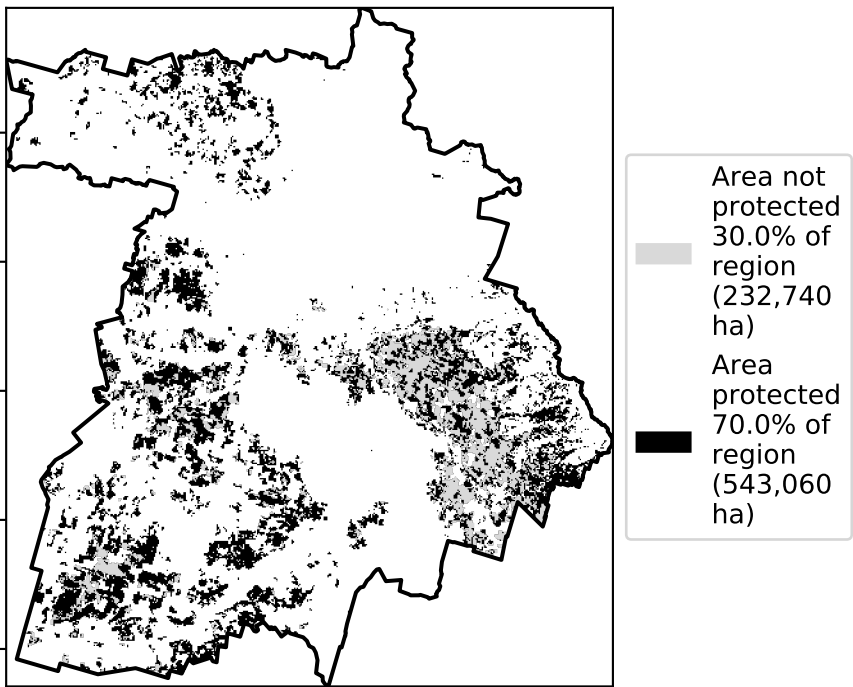 Area not
protected
30.0% of
region
(232,740
ha)
Area
protected
70.0% of
region
(543,060
ha)